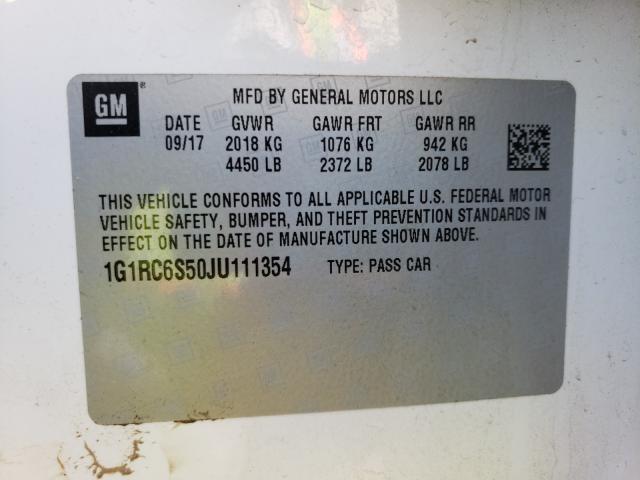 GM
MFD BY GENERAL MOTORS LLC
DATE GVWR GAWR FRT GAWR RR
09/17 2018 KG 1076 KG 942 KG
4450 LB 2372 LB 2078 LB
THIS VEHICLE CONFORMS TO ALL APPLICABLE U.S. FEDERAL MOTOR
VEHICLE SAFETY, BUMPER, AND THEFT PREVENTION STANDARDS IN
EFFECT ON THE DATE OF MANUFACTURE SHOWN ABOVE.
1G1RC6S50JU111354 TYPE: PASS CAR